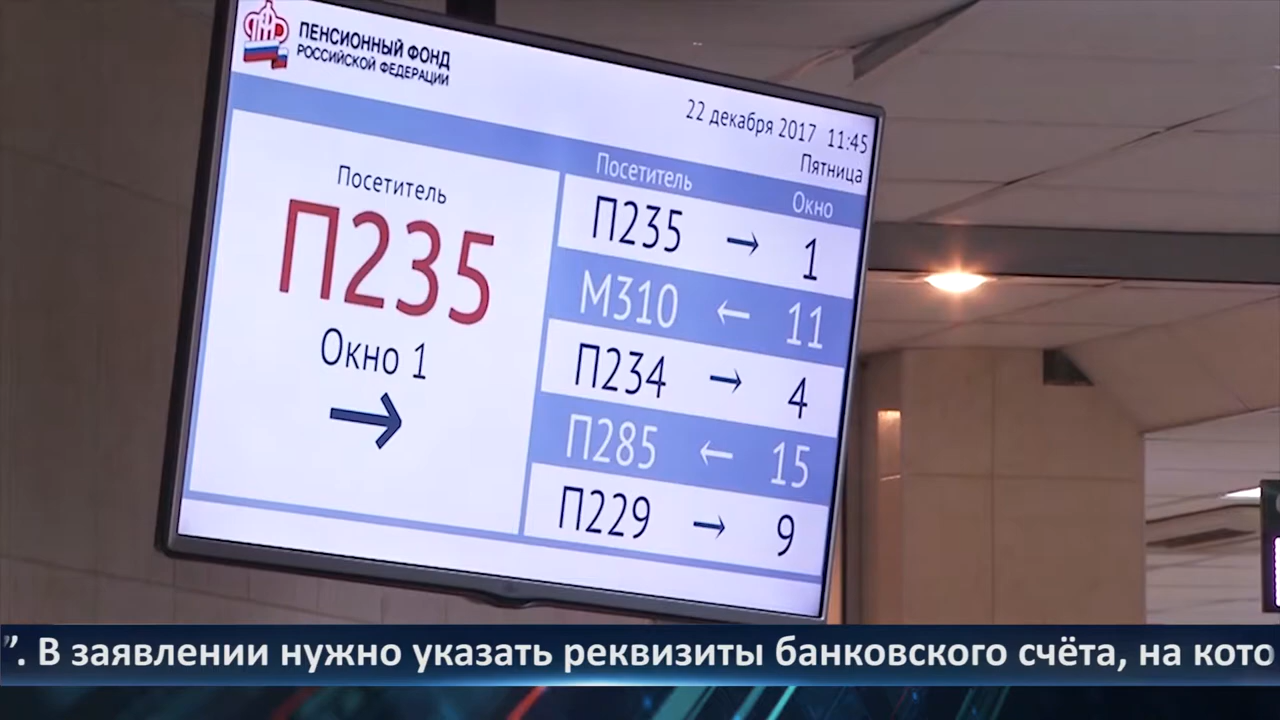 ПЕНСИОННЫЙ ФОНД
РОССИЙСКОЙ ФЕДЕРАЦИИ
22 декабря 2017 11:45
Пятница
Посетитель
П235
Окно 1
→
Посетитель Окно
П235 → 1
М310 ← 11
П234 → 4
П285 ← 15
П229 → 9
”. В заявлении нужно указать реквизиты банковского счёта, на кото